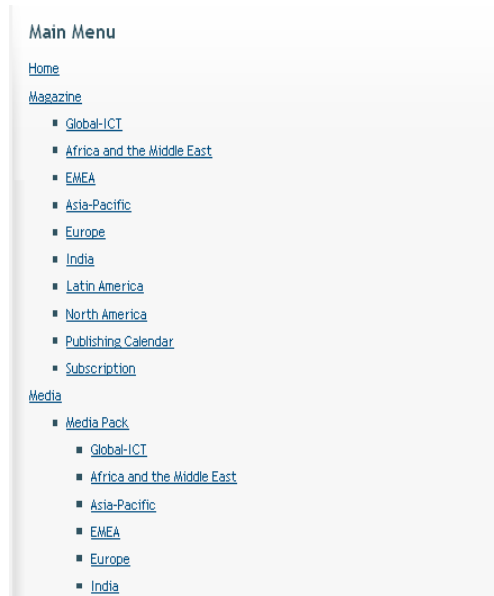 Main Menu
Home
Magazine
Global-ICT
Africa and the Middle East
EMEA
Asia-Pacific
Europe
India
Latin America
North America
Publishing Calendar
Subscription
Media
Media Pack
Global-ICT
Africa and the Middle East
Asia-Pacific
EMEA
Europe
India